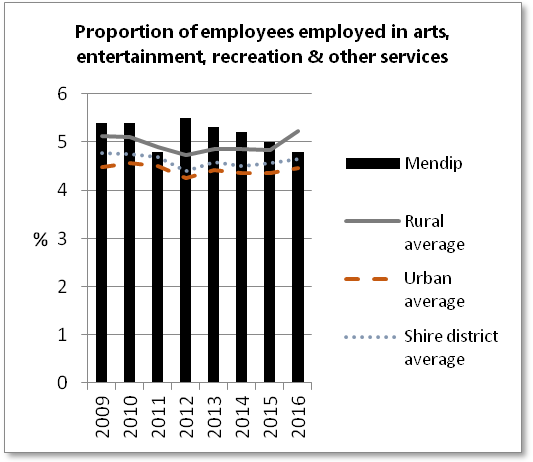 Proportion of employees employed in arts,
entertainment, recreation & other services
6
5
4
% 3
2
1
0
2009 2010 2011 2012 2013 2014 2015 2016
Mendip
Rural
average
Urban
average
Shire district
average